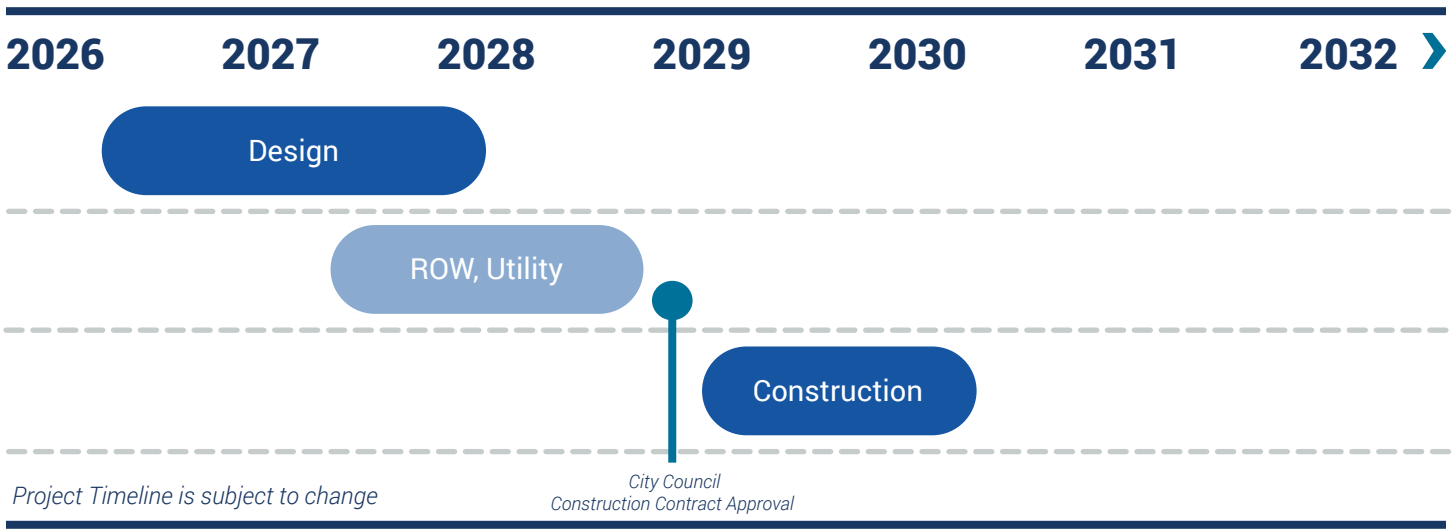 2026 2027 2028 2029 2030 2031 2032
Design
ROW, Utility
Construction
City Council
Construction Contract Approval
Project Timeline is subject to change